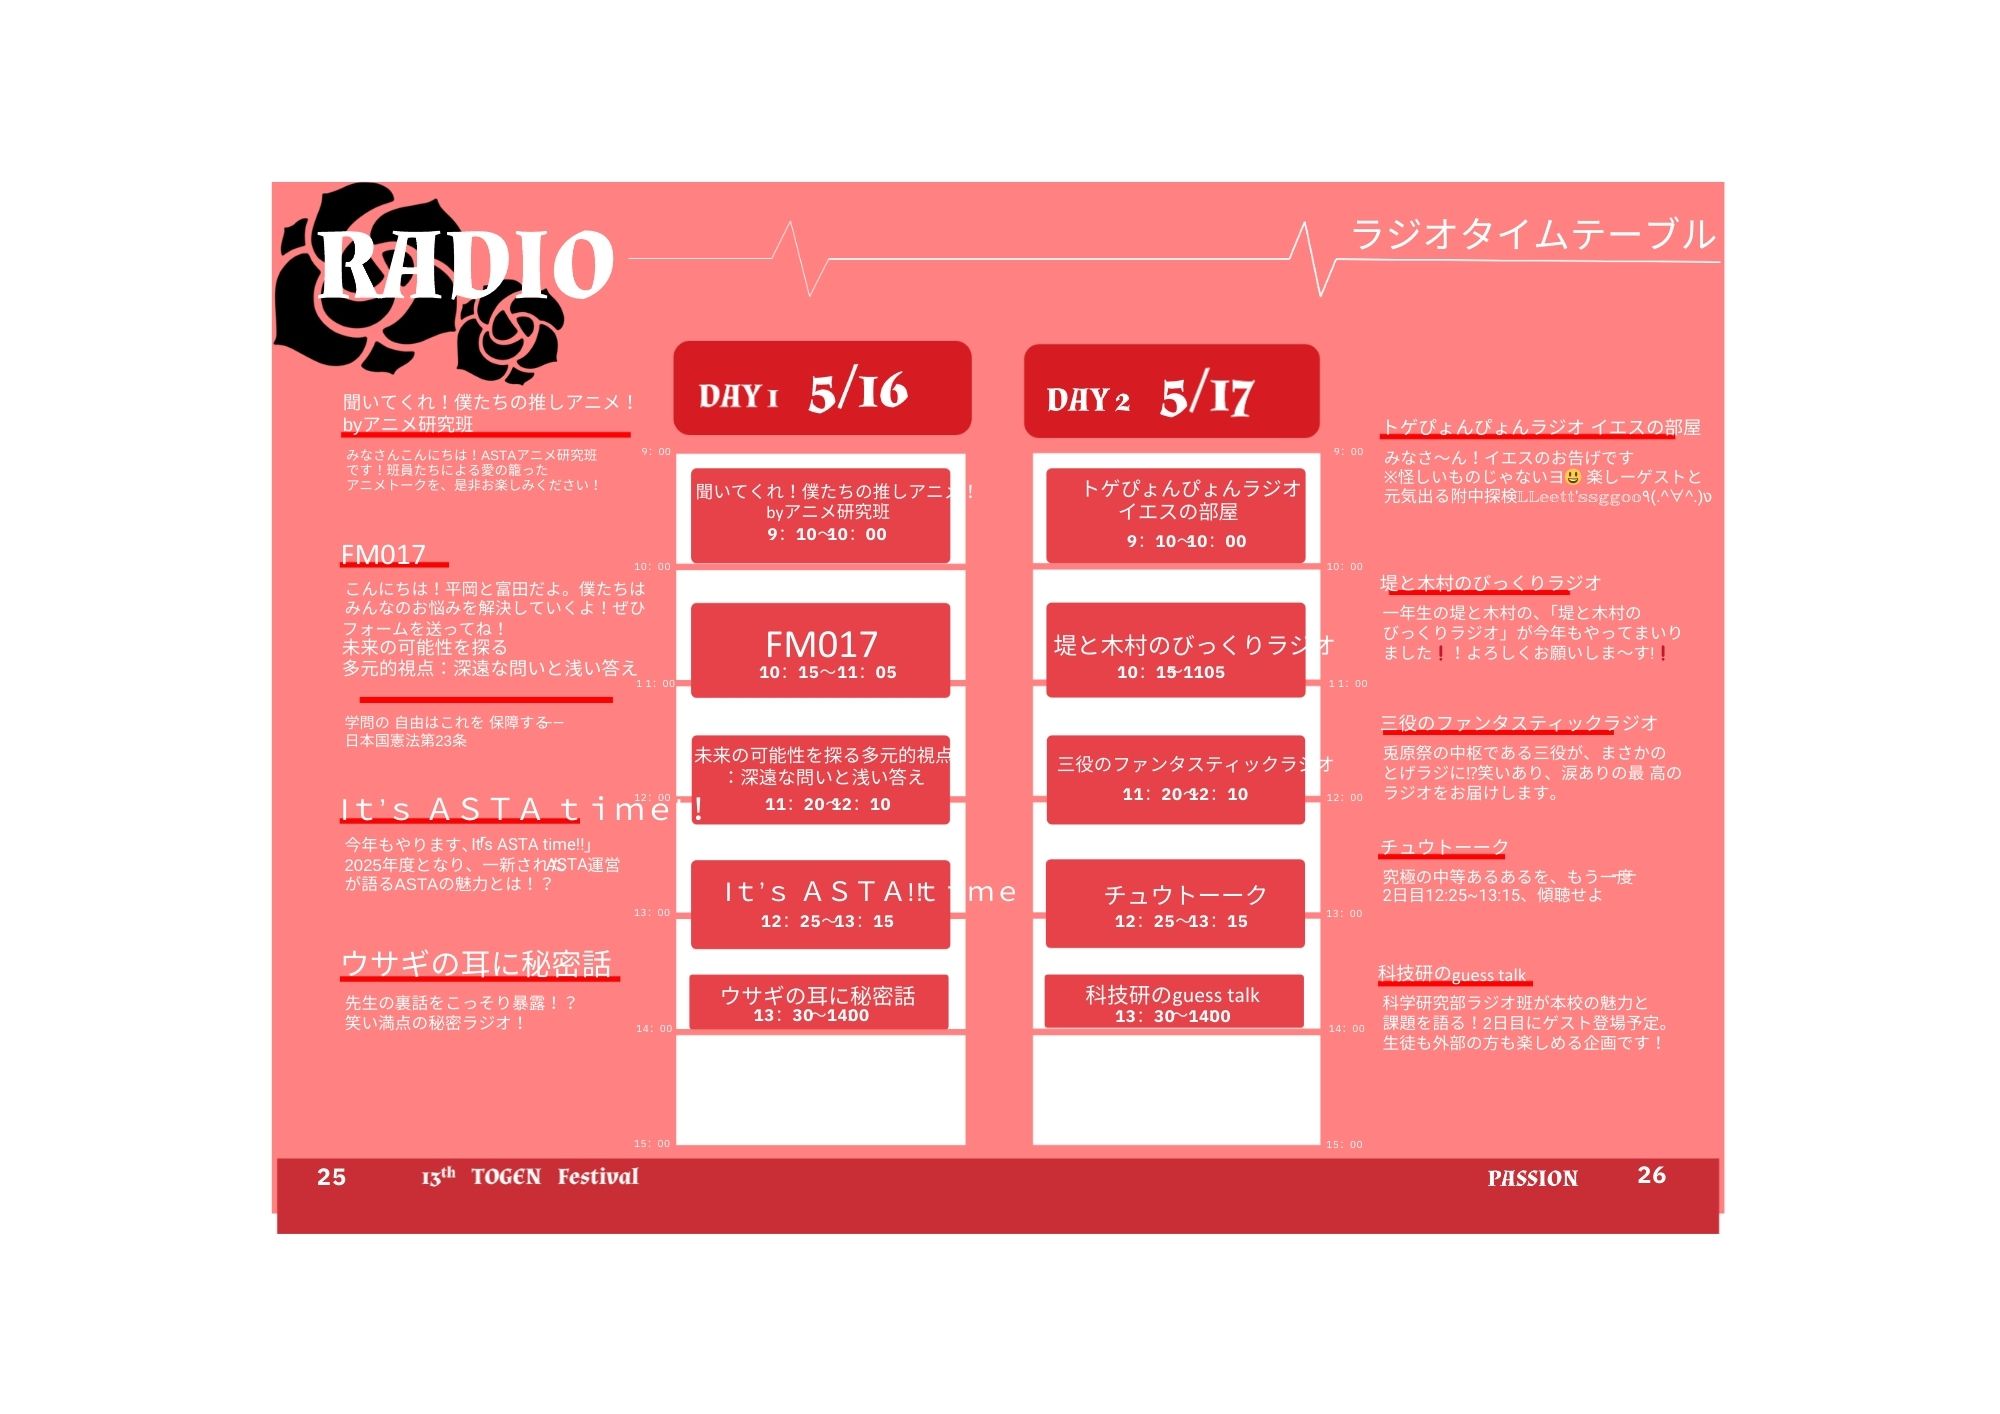 RADIO
ラジオタイムテーブル
聞いてくれ！僕たちの推しアニメ！
byアニメ研究班
みなさんこんにちは！ASTAアニメ研究班
です！班員たちによる愛の籠った
アニメトークを、是非お楽しみください！
FM017
こんにちは！平岡と富田だよ。僕たちは
みんなのお悩みを解決していくよ！ぜひ
フォームを送ってね！
未来の可能性を探る
多元的視点：深遠な問いと浅い答え
学問の 自由はこれを 保障する──
日本国憲法第23条
Iｔ’ｓ ＡＳＴＡ ｔｉｍｅ!！
今年もやります、「It's ASTA time!!」
2025年度となり、一新されたASTA運営
が語るASTAの魅力とは！？
ウサギの耳に秘密話
先生の裏話をこっそり暴露！？
笑い満点の秘密ラジオ！
DAY 1 5/16
9：00
聞いてくれ！僕たちの推しアニメ！
byアニメ研究班
9：10〜10：00
10：00
FM017
10：15〜11：05
11：00
未来の可能性を探る多元的視点
：深遠な問いと浅い答え
11：20〜12：10
12：00
Ｉｔ’ｓ ＡＳＴＡ!!ｔｉｍｅ
12：25〜13：15
13：00
ウサギの耳に秘密話
13：30〜1400
14：00
15：00
DAY 2 5/17
9：00
トゲぴょんぴょんラジオ
イエスの部屋
9：10〜10：00
10：00
堤と木村のびっくりラジオ
10：15〜1105
11：00
三役のファンタスティックラジオ
11：20〜12：10
12：00
チュウトーーク
12：25〜13：15
13：00
科技研のguess talk
13：30〜1400
14：00
15：00
トゲぴょんぴょんラジオ イエスの部屋
みなさ～ん！イエスのお告げです
※怪しいものじゃないヨ😃 楽しーゲストと
元気出る附中探検𝕃𝕃𝕖𝕖𝕥𝕥'𝕤𝕤𝕘𝕘𝕠𝕠٩(.^∀^.)ʋ
堤と木村のびっくりラジオ
一年生の堤と木村の、「堤と木村の
びっくりラジオ」が今年もやってまいり
ました❗！よろしくお願いしま～す!❗
三役のファンタスティックラジオ
兎原祭の中枢である三役が、まさかの
とげラジに⁉笑いあり、涙ありの最 高の
ラジオをお届けします。
チュウトーーク
究極の中等あるあるを、もう一度─
2日目12:25~13:15、傾聴せよ
科技研のguess talk
科学研究部ラジオ班が本校の魅力と
課題を語る！2日目にゲスト登場予定。
生徒も外部の方も楽しめる企画です！
25 13th TOGEN Festival
PASSION 26